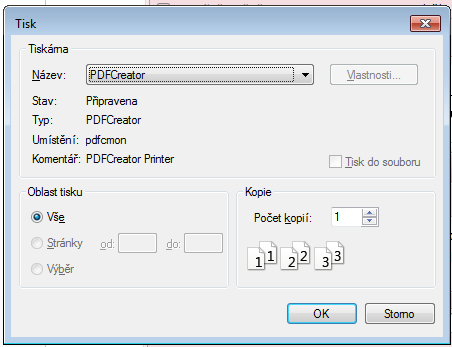 Tisk
Tiskárna
Název: PDFCreator Vlastnosti...
Stav: Připravena
Typ: PDFCreator
Umístění: pdfcmon
Komentář: PDFCreator Printer Tisk do souboru
Oblast tisku
Vše
Stránky od: do:
Výběr
Kopie
Počet kopií: 1
1 1 2 2 3 3
OK Storno